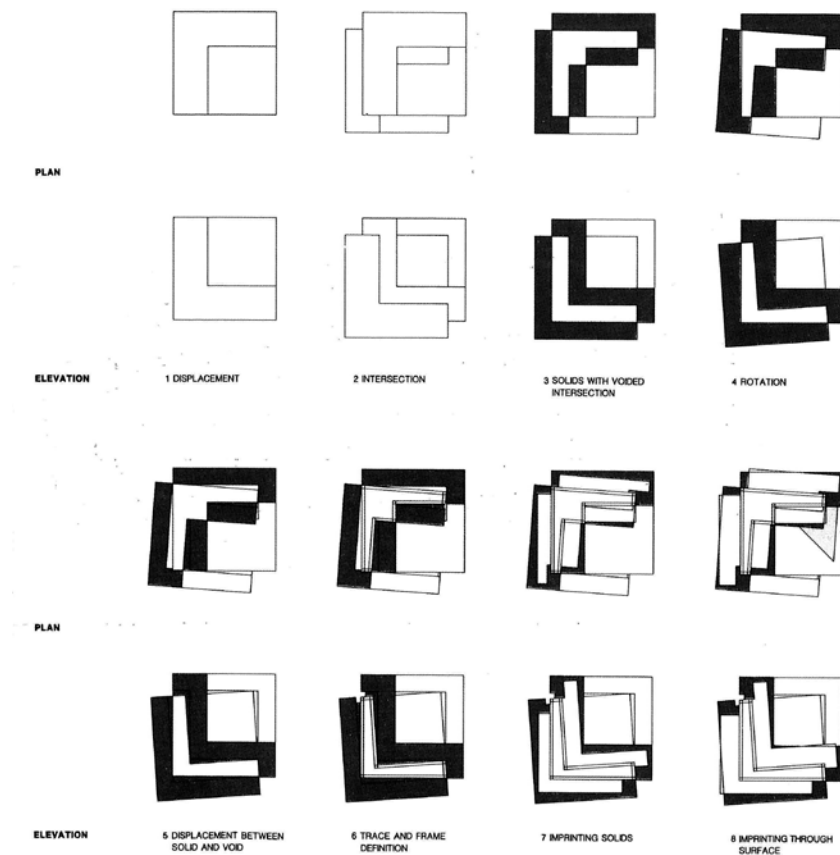 PLAN
ELEVATION
1 DISPLACEMENT
2 INTERSECTION
3 SOLIDS WITH VOIDED
INTERSECTION
4 ROTATION
PLAN
ELEVATION
5 DISPLACEMENT BETWEEN
SOLID AND VOID
6 TRACE AND FRAME
DEFINITION
7 IMPRINTING SOLIDS
8 IMPRINTING THROUGH
SURFACE